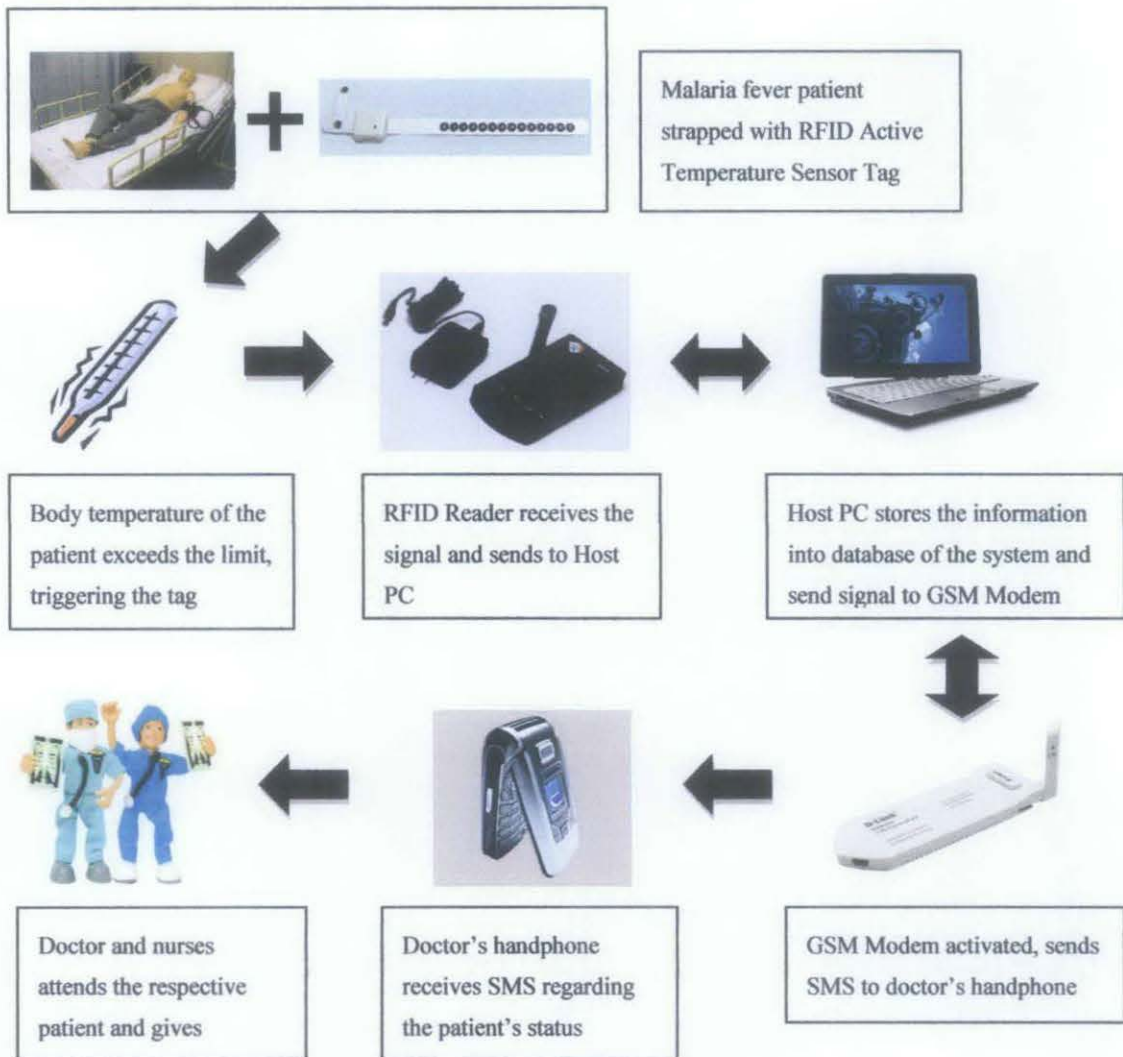 Malaria fever patient
strapped with RFID Active
Temperature Sensor Tag
Body temperature of the
patient exceeds the limit,
triggering the tag
RFID Reader receives the
signal and sends to Host
PC
Host PC stores the information
into database of the system and
send signal to GSM Modem
D-Link
Doctor and nurses
attends the respective
patient and gives
Doctor's handphone
receives SMS regarding
the patient's status
GSM Modem activated, sends
SMS to doctor's handphone